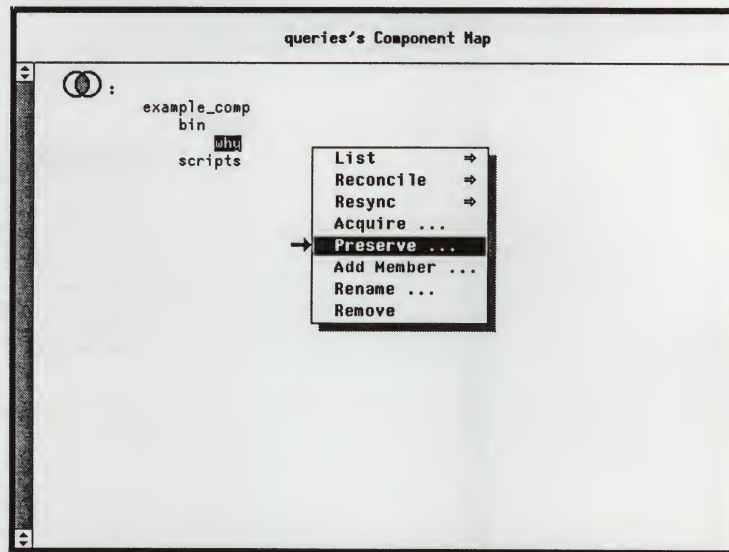 queries's Component Map
:
example_comp
bin
why
scripts
List ⇒
Reconcile ⇒
Resync ⇒
Acquire ...
Preserve ...
Add Member ...
Rename ...
Remove